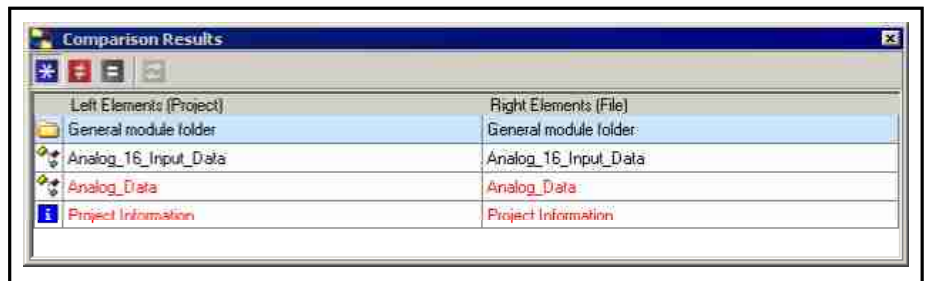 Comparison Results
Left Elements (Project) Right Elements (File)
General module folder General module folder
Analog_16_Input_Data Analog_16_Input_Data
Analog_Data Analog_Data
Project Information Project Information